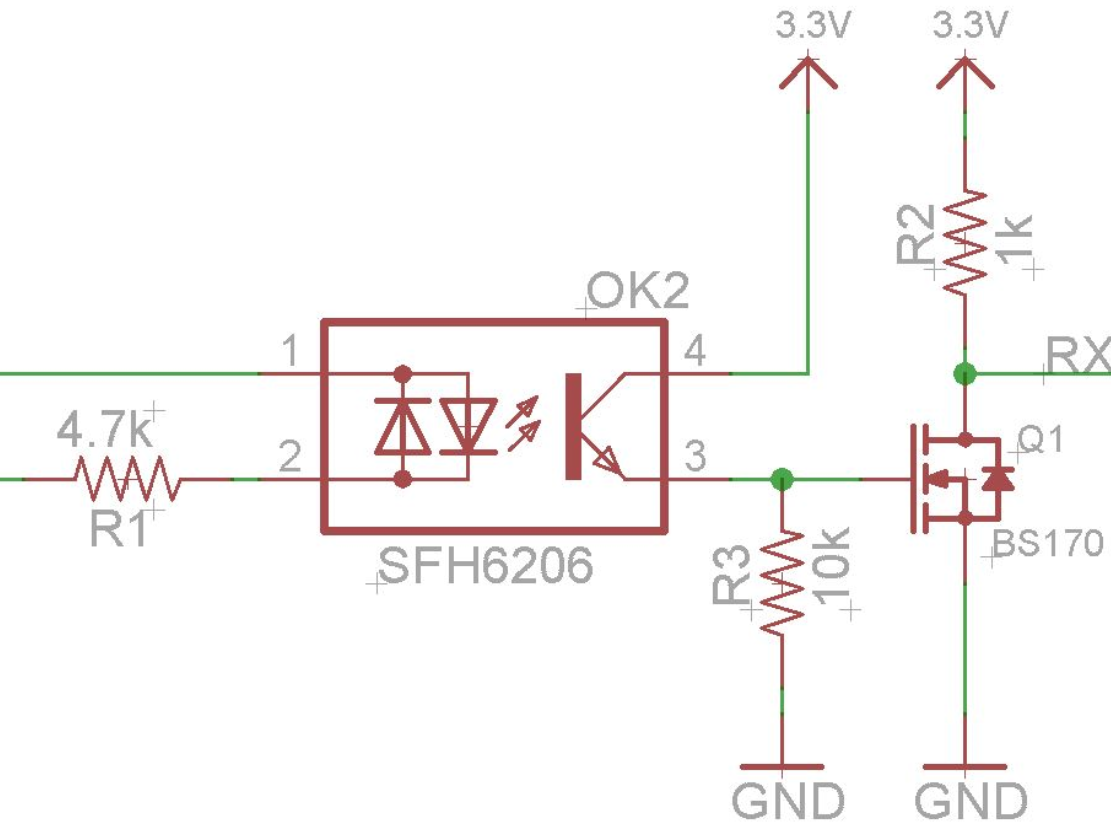 3.3V
3.3V
R2
1k
OK2
1
4
RX
4.7k
Q1
2
3
R1
BS170
SFH6206
R3
10k
GND
GND